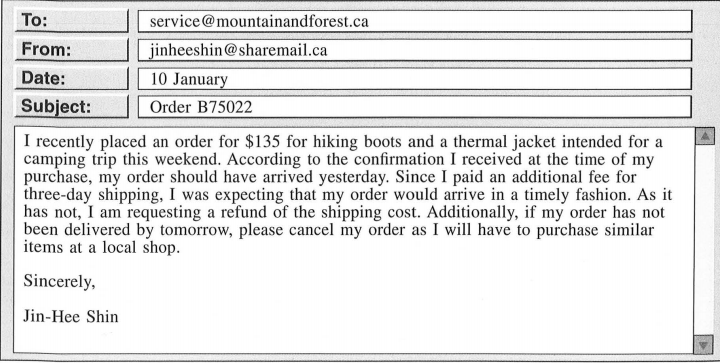 To: service@mountainandforest.ca
From: jinheeshin@sharemail.ca
Date: 10 January
Subject: Order B75022
I recently placed an order for $135 for hiking boots and a thermal jacket intended for a
camping trip this weekend. According to the confirmation I received at the time of my
purchase, my order should have arrived yesterday. Since I paid an additional fee for
three-day shipping, I was expecting that my order would arrive in a timely fashion. As it
has not, I am requesting a refund of the shipping cost. Additionally, if my order has not
been delivered by tomorrow, please cancel my order as I will have to purchase similar
items at a local shop.
Sincerely,
Jin-Hee Shin